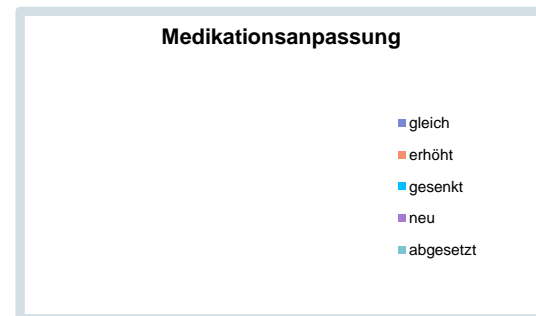 Medikationsanpassung
gleich
erhöht
gesenkt
neu
abgesetzt